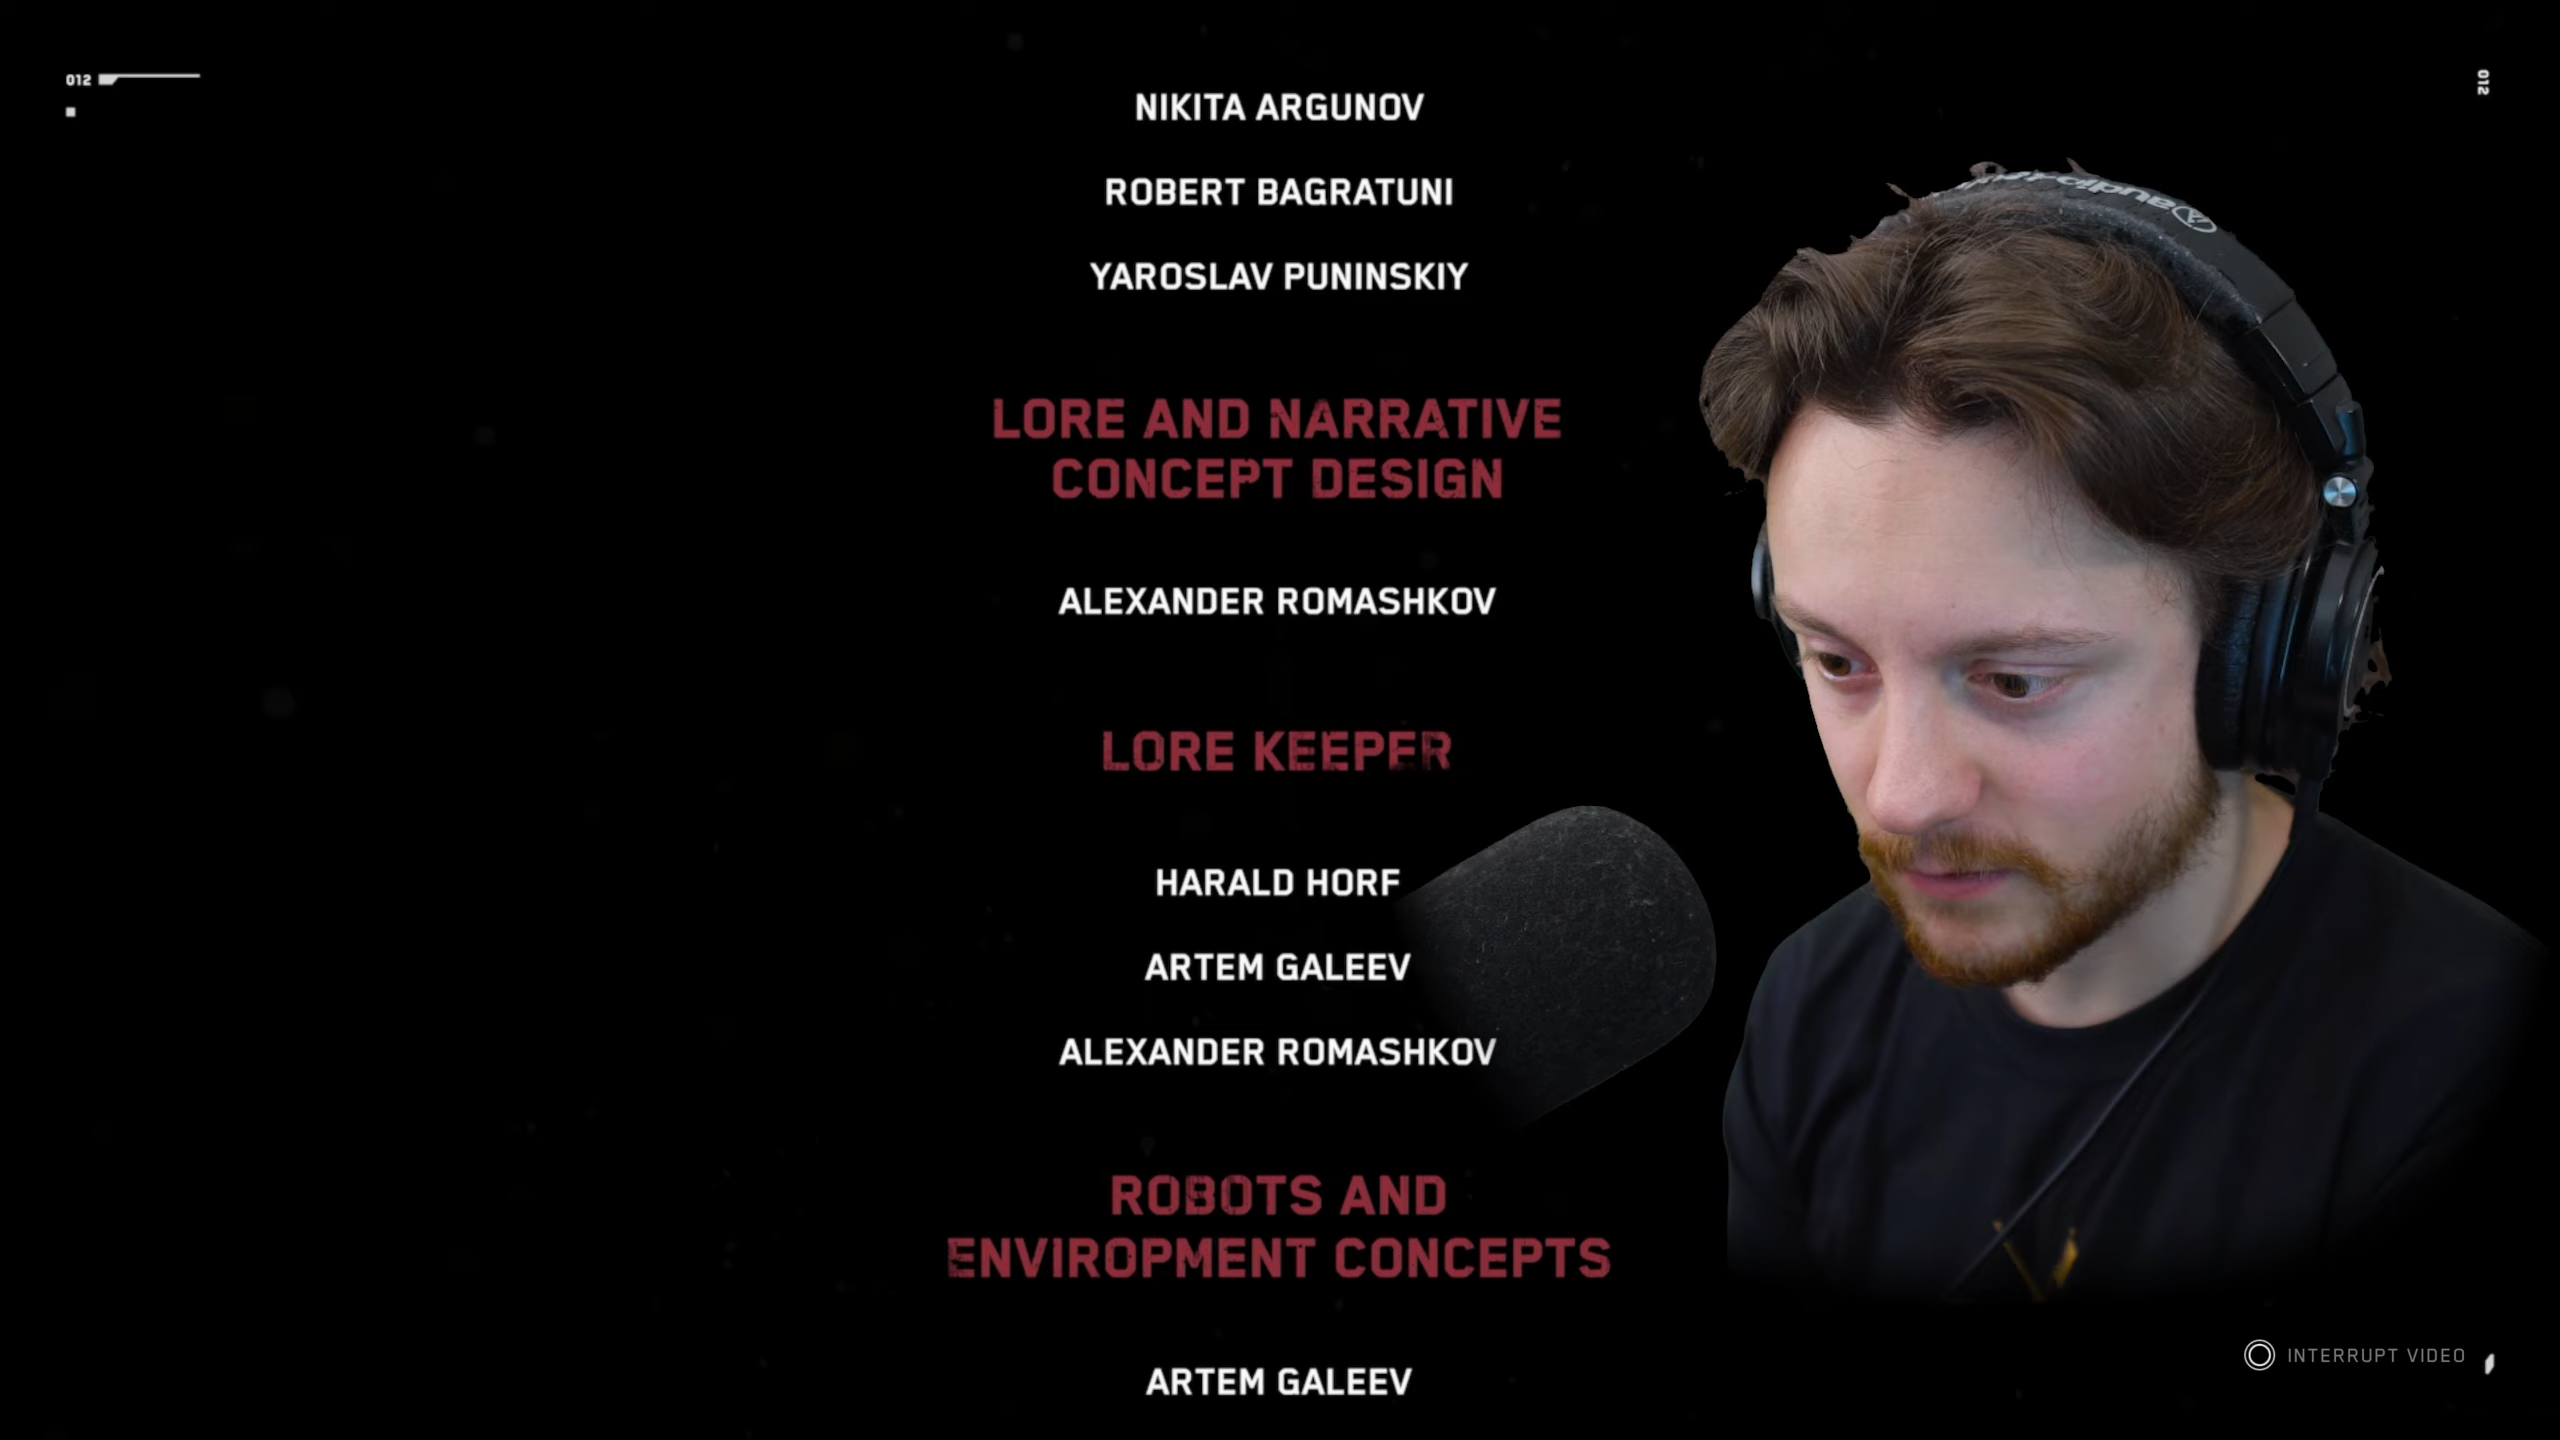 012
012
NIKITA ARGUNOV
ROBERT BAGRATUNI
YAROSLAV PUNINSKIY
LORE AND NARRATIVE
CONCEPT DESIGN
ALEXANDER ROMASHKOV
LORE KEEPER
HARALD HORF
ARTEM GALEEV
ALEXANDER ROMASHKOV
ROBOTS AND
ENVIROPMENT CONCEPTS
ARTEM GALEEV
INTERRUPT VIDEO